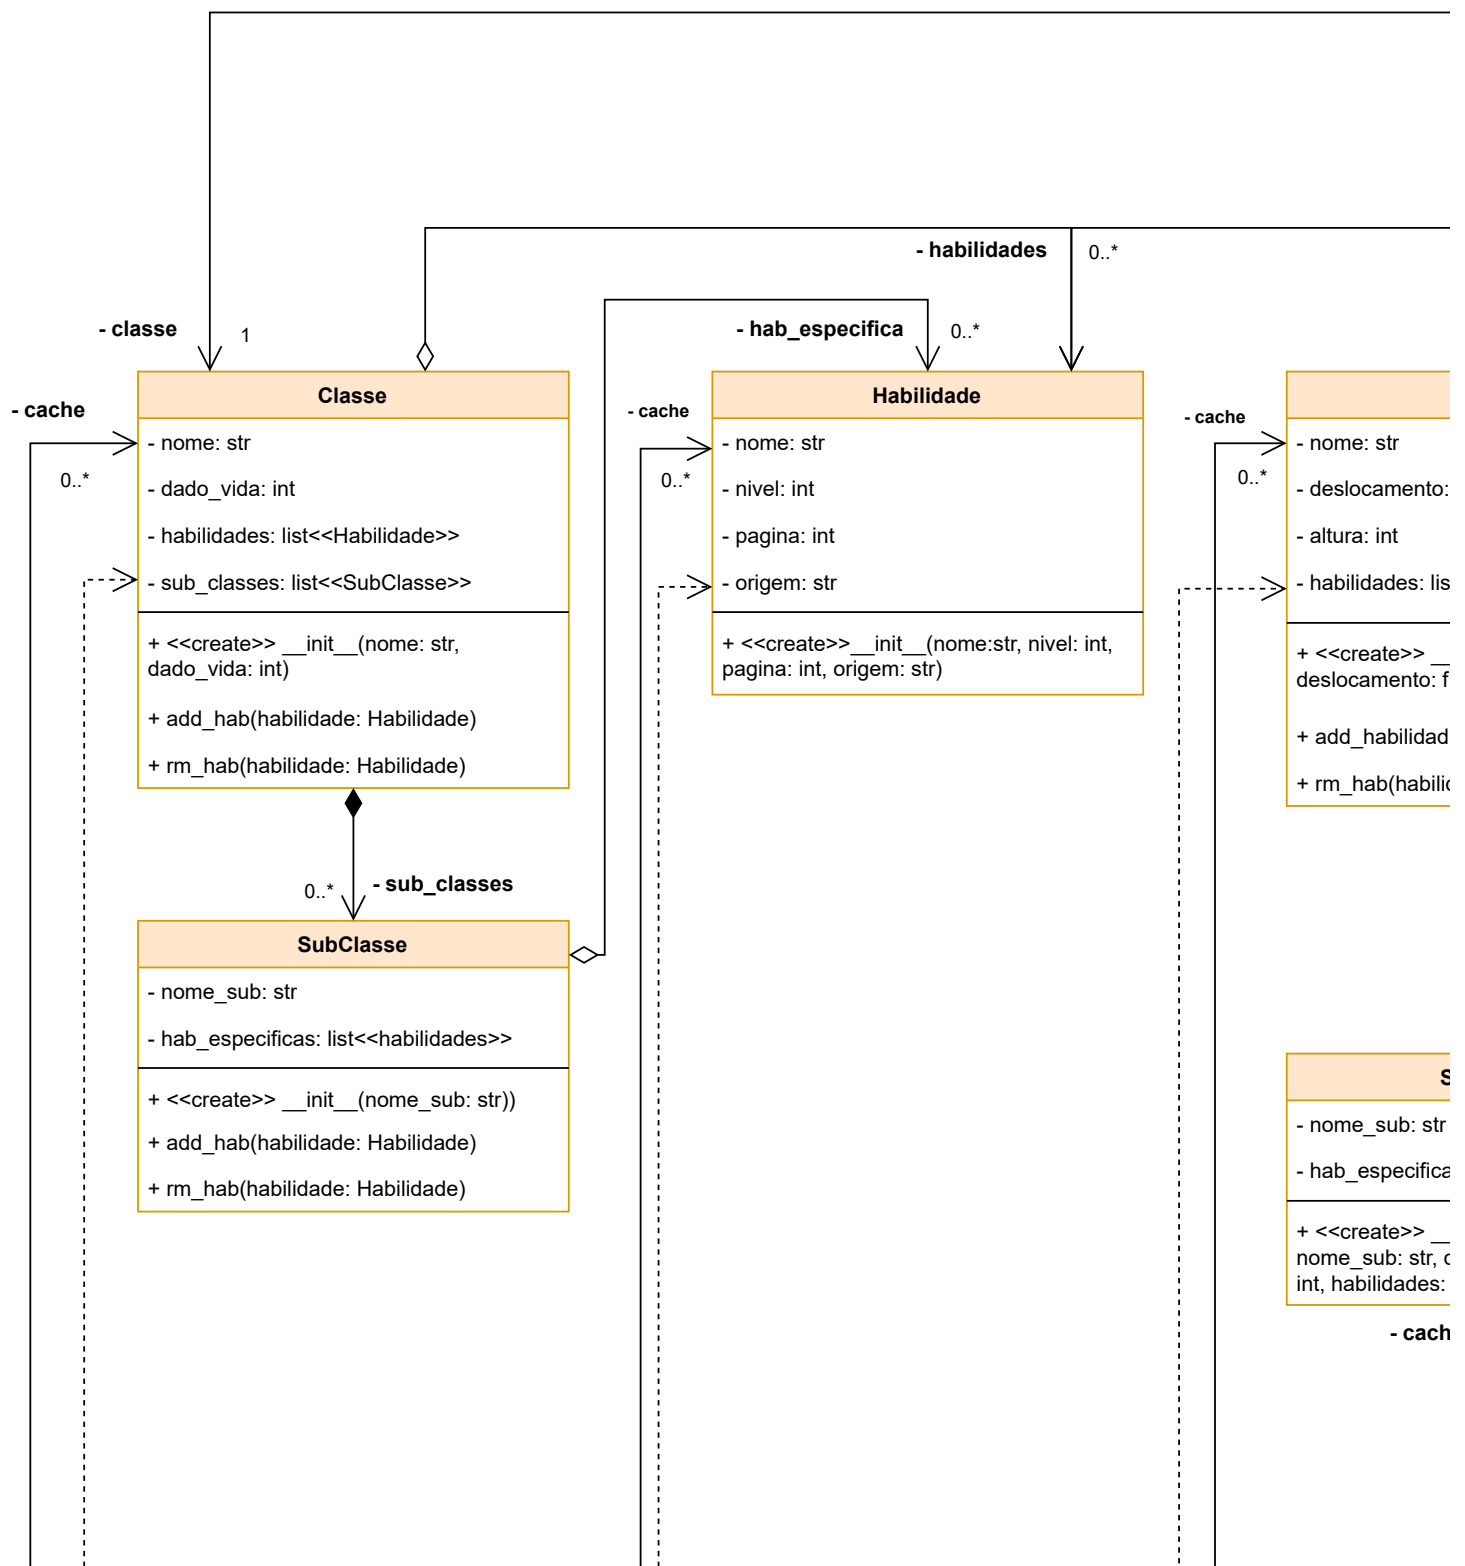 - habilidades
0..*
- classe
1
- hab_especifica
0..*
- cache
0..*
Classe
- nome: str
- dado_vida: int
- habilidades: list<<Habilidade>>
- sub_classes: list<<SubClasse>>
+ <<create>> __init__(nome: str,
dado_vida: int)
+ add_hab(habilidade: Habilidade)
+ rm_hab(habilidade: Habilidade)
0..*
- sub_classes
SubClasse
- nome_sub: str
- hab_especificas: list<<habilidades>>
+ <<create>> __init__(nome_sub: str))
+ add_hab(habilidade: Habilidade)
+ rm_hab(habilidade: Habilidade)
- cache
0..*
Habilidade
- nome: str
- nivel: int
- pagina: int
- origem: str
+ <<create>>__init__(nome:str, nivel: int,
pagina: int, origem: str)
- cache
0..*
- nome: str
- deslocamento:
- altura: int
- habilidades:
+ <<create>>
deslocamento:
+
+
- nome_sub: str
-
+ <<create>>
nome_sub: str,
int, habilidades:
-